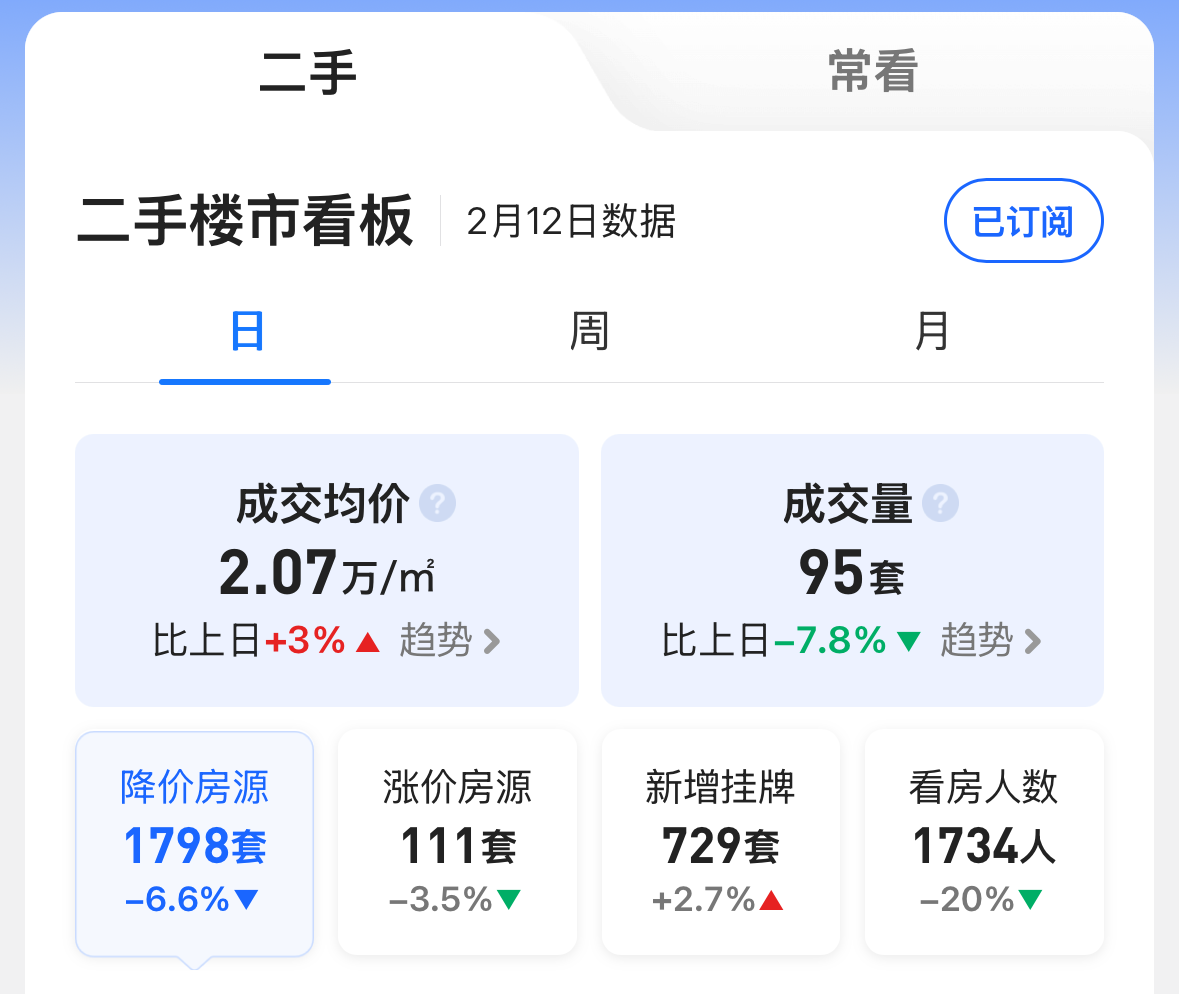 二手
常看
二手楼市看板 2月12日数据
已订阅
日 周 月
成交均价 ?
2.07万/㎡
比上日+3%▲ 趋势 >
成交量 ?
95套
比上日-7.8%▼ 趋势 >
降价房源
1798套
-6.6%▼
涨价房源
111套
-3.5%▼
新增挂牌
729套
+2.7%▲
看房人数
1734人
-20%▼